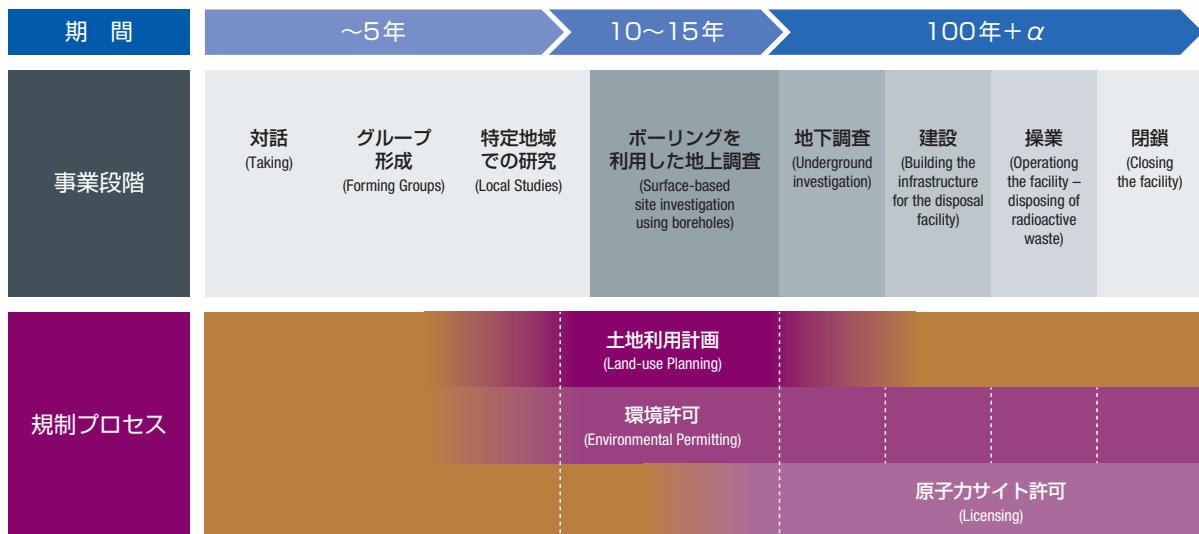 期 間
～5年
10～15年
100年+α
事業段階
対話
(Taking)
グループ
形成
(Forming Groups)
特定地域
での研究
(Local Studies)
ボーリングを
利用した地上調査
(Surface-based
site investigation
using boreholes)
地下調査
(Underground
investigation)
建設
(Building the
infrastructure
for the disposal
facility)
操業
(Operationg
the facility –
disposing of
radioactive
waste)
閉鎖
(Closing
the facility)
規制プロセス
土地利用計画
(Land-use Planning)
環境許可
(Environmental Permitting)
原子力サイト許可
(Licensing)